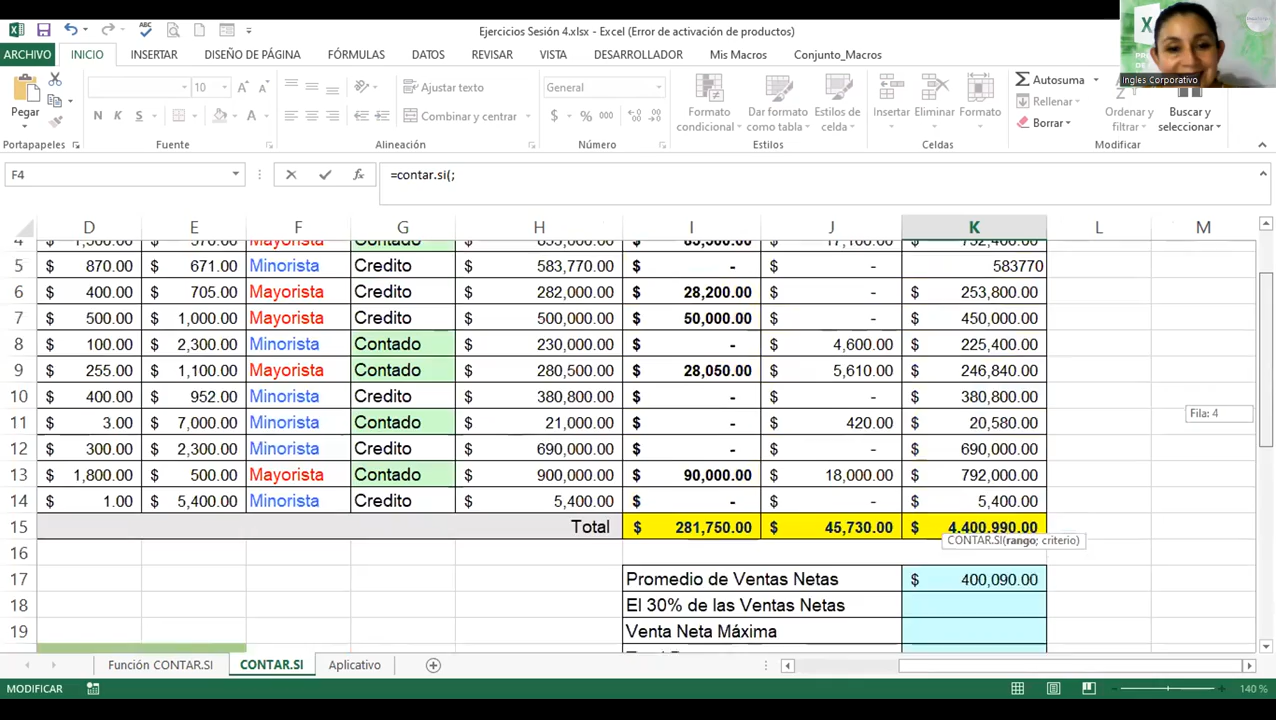 Ejercicios Sesión 4.xlsx - Excel (Error de activación de productos)
Ingles Corporativo
ARCHIVO INICIO INSERTAR DISEÑO DE PÁGINA FÓRMULAS DATOS REVISAR VISTA DESARROLLADOR Mis Macros Conjunto_Macros
Pegar
10
N K S
Ajustar texto
Combinar y centrar
General
$ % 000
Formato condicional
Dar formato como tabla
Estilos de celda
Insertar Eliminar Formato
Autosuma
Rellenar
Borrar
Ordenar y filtrar
Buscar y seleccionar
Portapapeles Fuente Alineación Número Estilos Celdas Modificar
F4 =contar.si(;
D E F G H I J K L M
5 $ 870.00 $ 671.00 Minorista Credito $ 583,770.00 $ - $ - 583770
6 $ 400.00 $ 705.00 Mayorista Credito $ 282,000.00 $ 28,200.00 $ - $ 253,800.00
7 $ 500.00 $ 1,000.00 Mayorista Credito $ 500,000.00 $ 50,000.00 $ - $ 450,000.00
8 $ 100.00 $ 2,300.00 Minorista Contado $ 230,000.00 $ - $ 4,600.00 $ 225,400.00
9 $ 255.00 $ 1,100.00 Mayorista Contado $ 280,500.00 $ 28,050.00 $ 5,610.00 $ 246,840.00
10 $ 400.00 $ 952.00 Minorista Credito $ 380,800.00 $ - $ - $ 380,800.00
11 $ 3.00 $ 7,000.00 Minorista Contado $ 21,000.00 $ - $ 420.00 $ 20,580.00
Fila: 4
12 $ 300.00 $ 2,300.00 Minorista Credito $ 690,000.00 $ - $ - $ 690,000.00
13 $ 1,800.00 $ 500.00 Mayorista Contado $ 900,000.00 $ 90,000.00 $ 18,000.00 $ 792,000.00
14 $ 1.00 $ 5,400.00 Minorista Credito $ 5,400.00 $ - $ - $ 5,400.00
15 Total $ 281,750.00 $ 45,730.00 $ 4.400.990.00
CONTAR.SI(rango; criterio)
16
17 Promedio de Ventas Netas $ 400,090.00
18 El 30% de las Ventas Netas
19 Venta Neta Máxima
Función CONTAR.SI CONTAR.SI Aplicativo
MODIFICAR 140 %